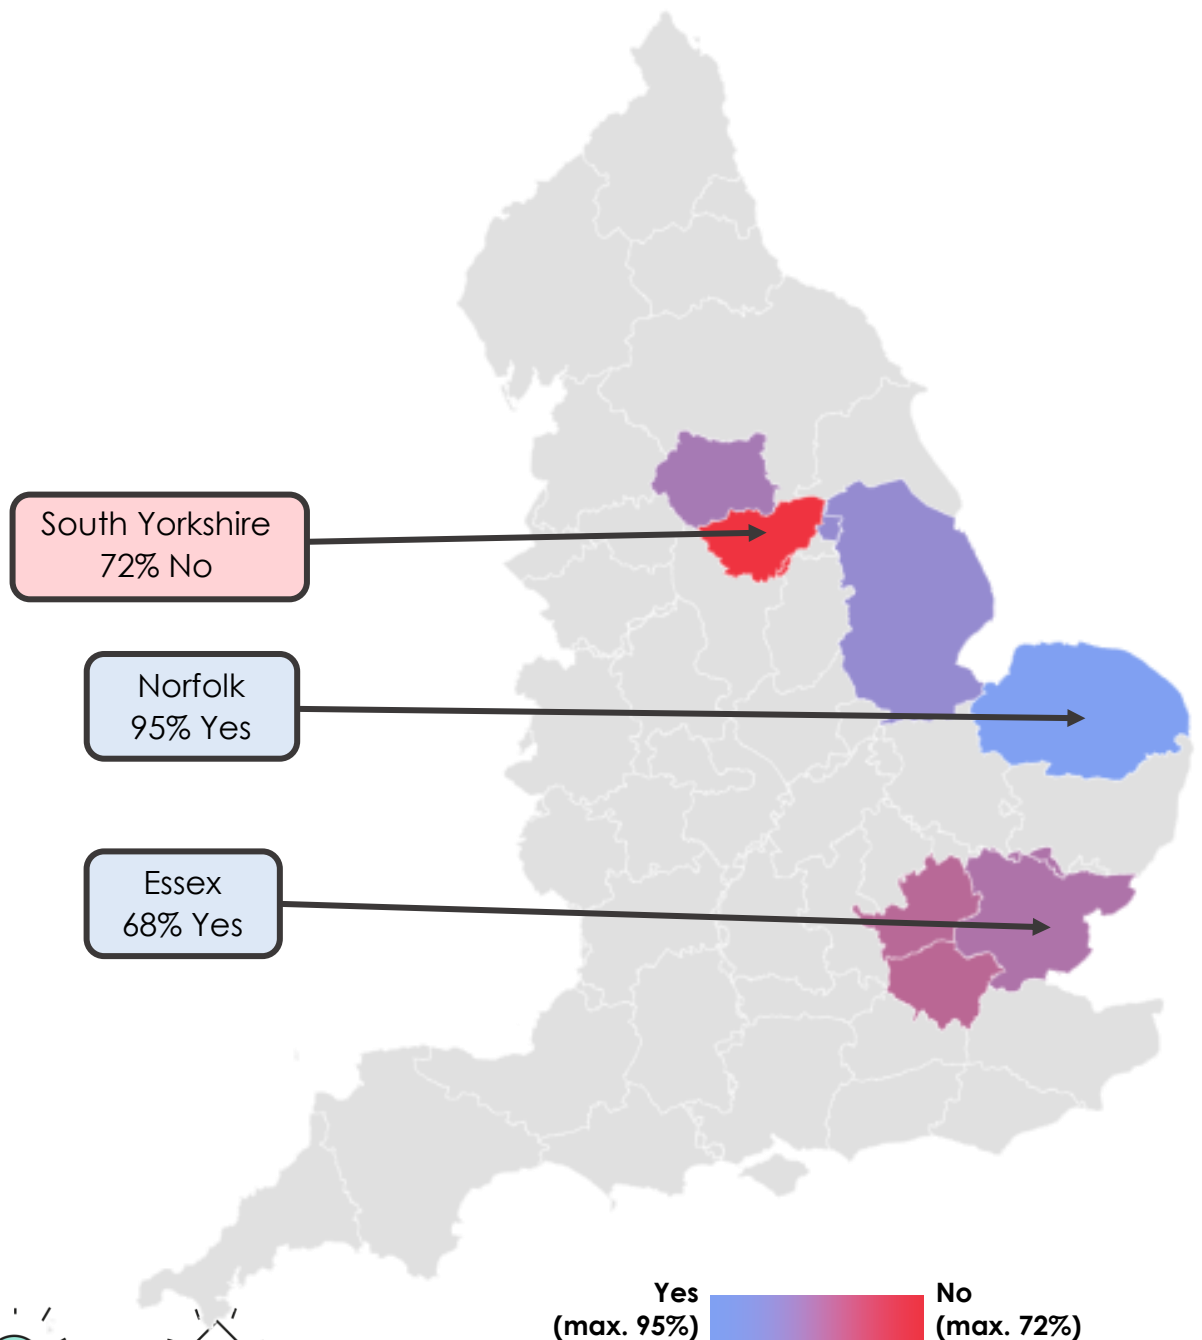 South Yorkshire
72% No
Norfolk
95% Yes
Essex
68% Yes
Yes
(max. 95%)
No
(max. 72%)